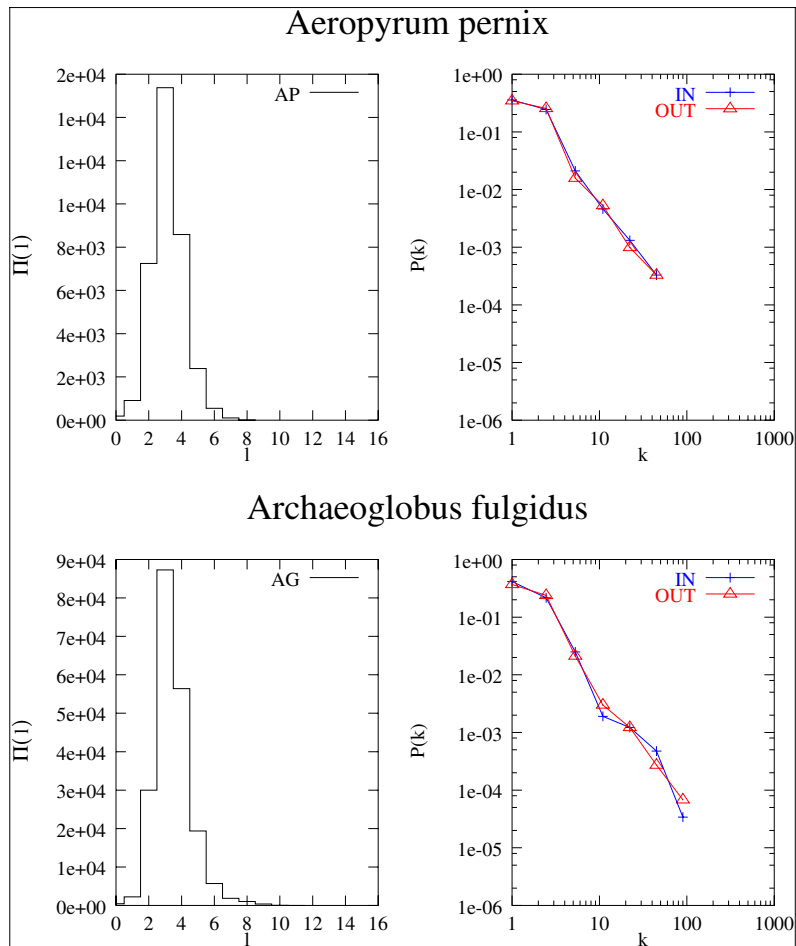 Aeropyrum pernix
2e+04
1e+04
1e+04
1e+04
8e+03
6e+03
4e+03
2e+03
0e+00
0 2 4 6 8 10 12 14 16
l
Π(l)
AP
1e+00
1e-01
1e-02
1e-03
1e-04
1e-05
1e-06
1 10 100 1000
k
P(k)
IN
OUT
Archaeoglobus fulgidus
9e+04
8e+04
7e+04
6e+04
5e+04
4e+04
3e+04
2e+04
1e+04
0e+00
0 2 4 6 8 10 12 14 16
l
Π(l)
AG
1e+00
1e-01
1e-02
1e-03
1e-04
1e-05
1e-06
1 10 100 1000
k
P(k)
IN
OUT